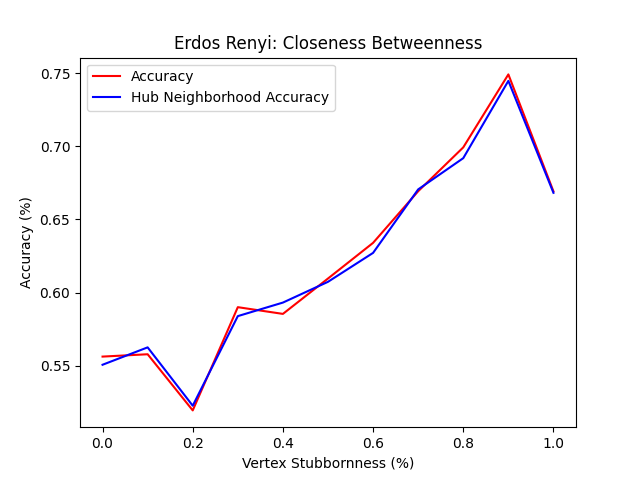 Erdos Renyi: Closeness Betweenness
Accuracy
Hub Neighborhood Accuracy
0.75
0.70
0.65
0.60
0.55
Accuracy (%)
0.0 0.2 0.4 0.6 0.8 1.0
Vertex Stubbornness (%)